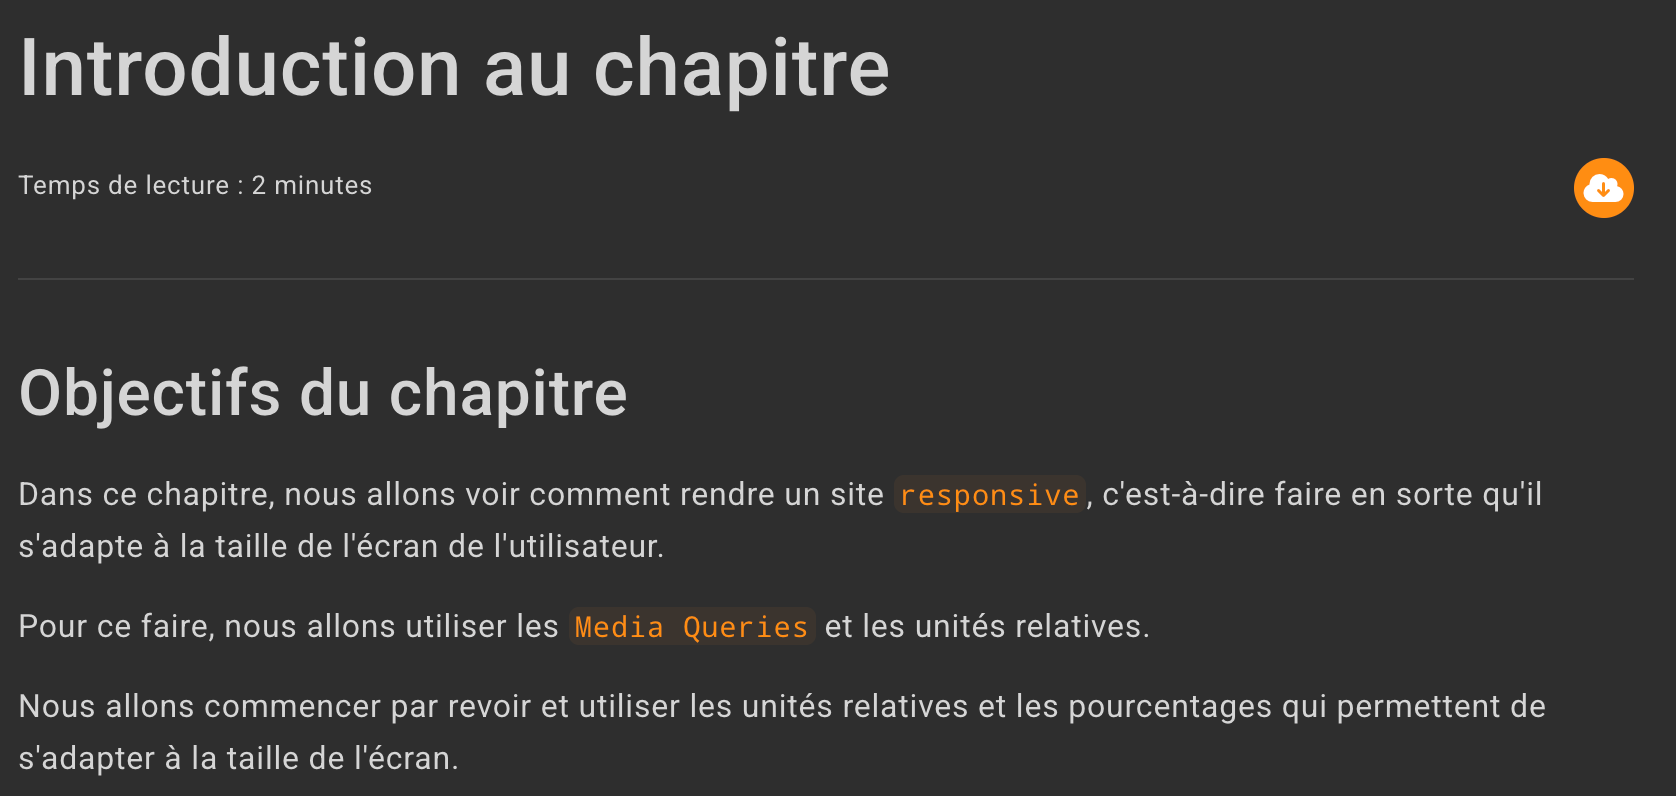 Introduction au chapitre
Temps de lecture : 2 minutes
Objectifs du chapitre
Dans ce chapitre, nous allons voir comment rendre un site responsive, c'est-à-dire faire en sorte qu'il
s'adapte à la taille de l'écran de l'utilisateur.
Pour ce faire, nous allons utiliser les Media Queries et les unités relatives.
Nous allons commencer par revoir et utiliser les unités relatives et les pourcentages qui permettent de
s'adapter à la taille de l'écran.